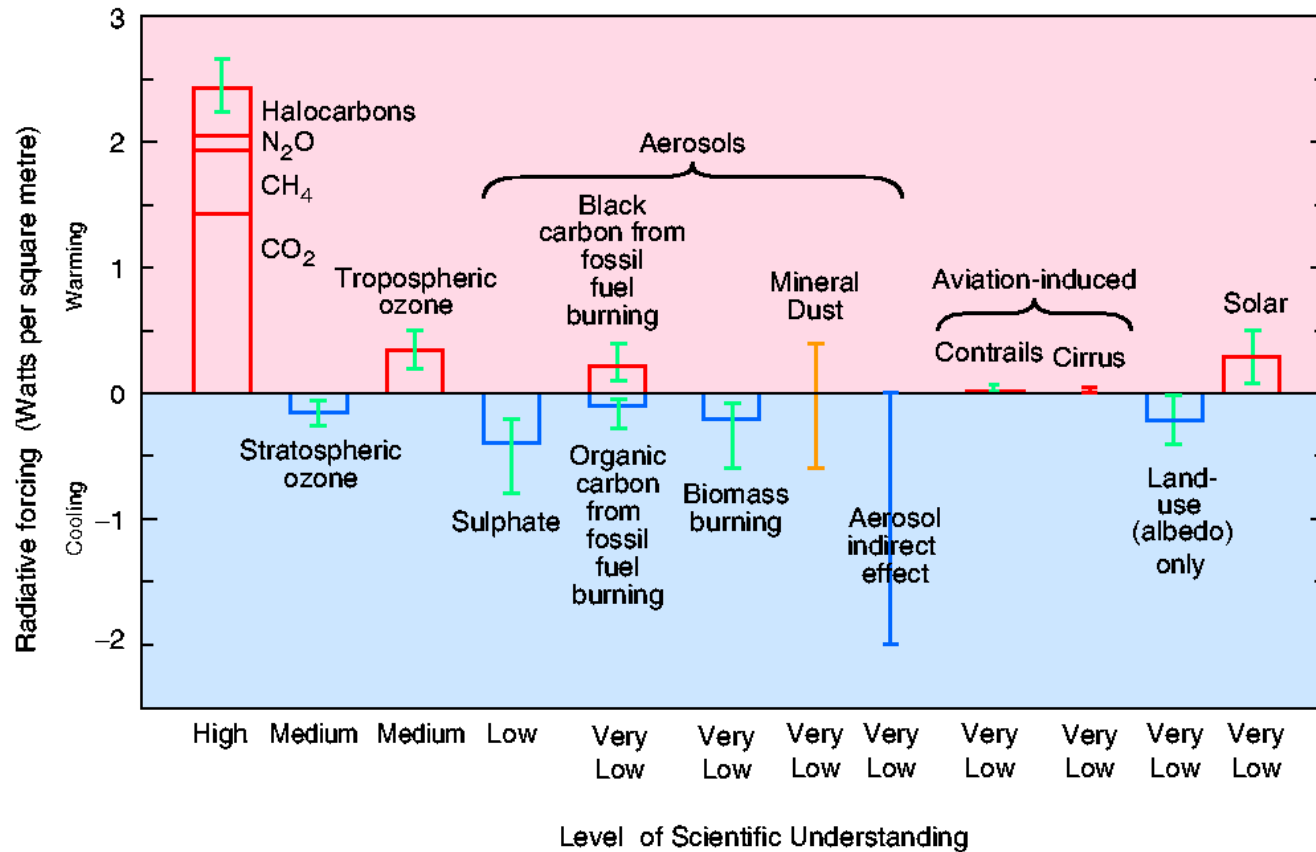 3
2
1
0
−1
−2
Radiative forcing (Watts per square metre)
Warming
Cooling
Halocarbons
N₂O
CH₄
CO₂
Aerosols
Black
carbon from
fossil
fuel
burning
Tropospheric
ozone
Mineral
Dust
Aviation-induced
Contrails
Cirrus
Solar
Stratospheric
ozone
Sulphate
Organic
carbon
from
fossil
fuel
burning
Biomass
burning
Aerosol
indirect
effect
Land-
use
(albedo)
only
High
Medium
Medium
Low
Very
Low
Very
Low
Very
Low
Very
Low
Very
Low
Very
Low
Very
Low
Very
Low
Level of Scientific Understanding